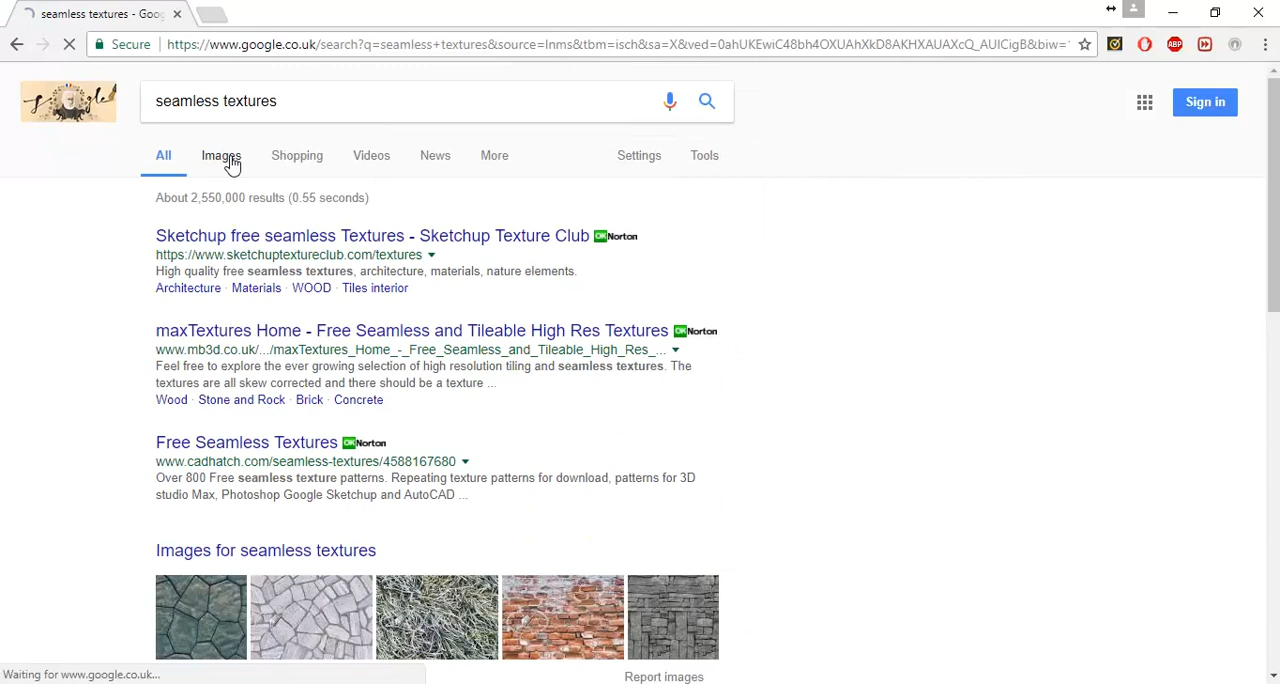 seamless textures - Goo
Secure
https://www.google.co.uk/search?q=seamless+textures&source=lnms&tbm=isch&sa=X&ved=0ahUKEwiC48bh4OXUAhXkD8AKHXAUAXcQ_AUICigB&biw=
ABP
Google
seamless textures
Sign in
All Images Shopping Videos News More Settings Tools
About 2,550,000 results (0.55 seconds)
Sketchup free seamless Textures - Sketchup Texture Club OK Norton
https://www.sketchuptextureclub.com/textures
High quality free seamless textures, architecture, materials, nature elements.
Architecture · Materials · WOOD · Tiles interior
maxTextures Home - Free Seamless and Tileable High Res Textures OK Norton
www.mb3d.co.uk/.../maxTextures_Home_-_Free_Seamless_and_Tileable_High_Res_...
Feel free to explore the ever growing selection of high resolution tiling and seamless textures. The
textures are all skew corrected and there should be a texture ...
Wood · Stone and Rock · Brick · Concrete
Free Seamless Textures OK Norton
www.cadhatch.com/seamless-textures/4588167680
Over 800 Free seamless texture patterns. Repeating texture patterns for download, patterns for 3D
studio Max, Photoshop Google Sketchup and AutoCAD ...
Images for seamless textures
Report images
Waiting for www.google.co.uk...